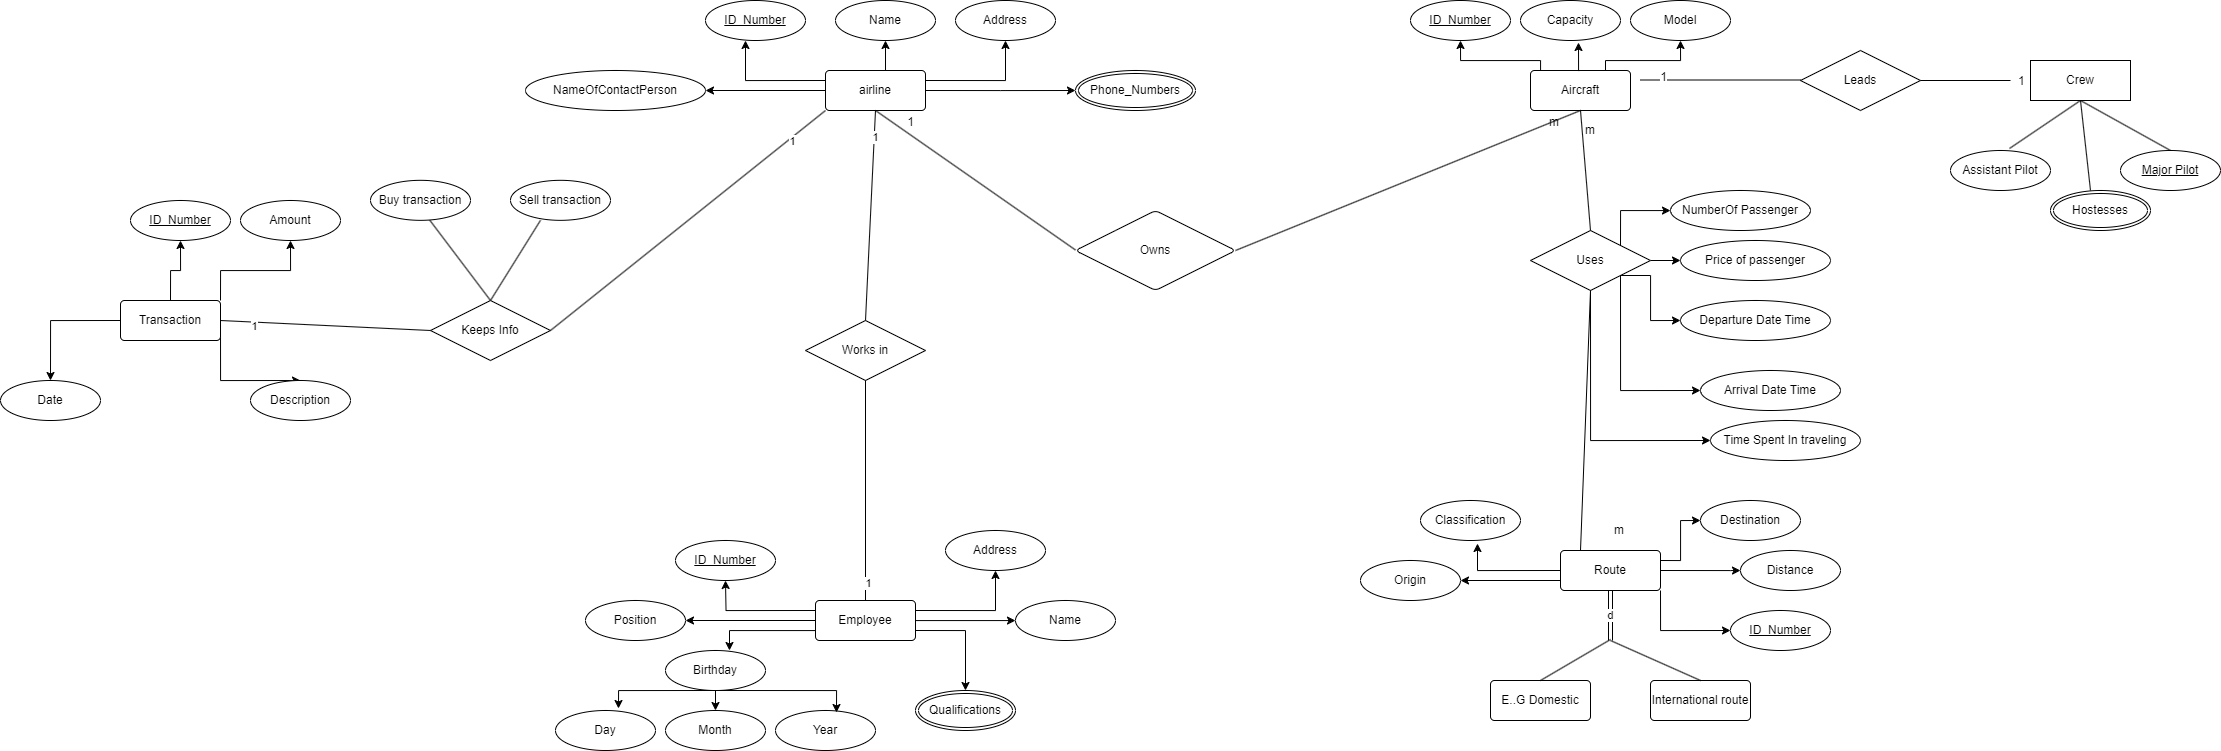 ID_Number
Name
Address
ID_Number
Capacity
Model
NameOfContactPerson
airline
Phone_Numbers
Aircraft
1
Leads
1
Crew
1
1
1
m
m
Assistant Pilot
Major Pilot
Hostesses
Buy transaction
Sell transaction
ID_Number
Amount
NumberOf Passenger
Owns
Uses
Price of passenger
Transaction
1
Keeps Info
Departure Date Time
Works in
Date
Description
Arrival Date Time
Time Spent In traveling
Classification
Destination
m
ID_Number
Address
Origin
Route
Distance
1
Position
Employee
Name
d
ID_Number
Birthday
Qualifications
E..G Domestic
International route
Day
Month
Year